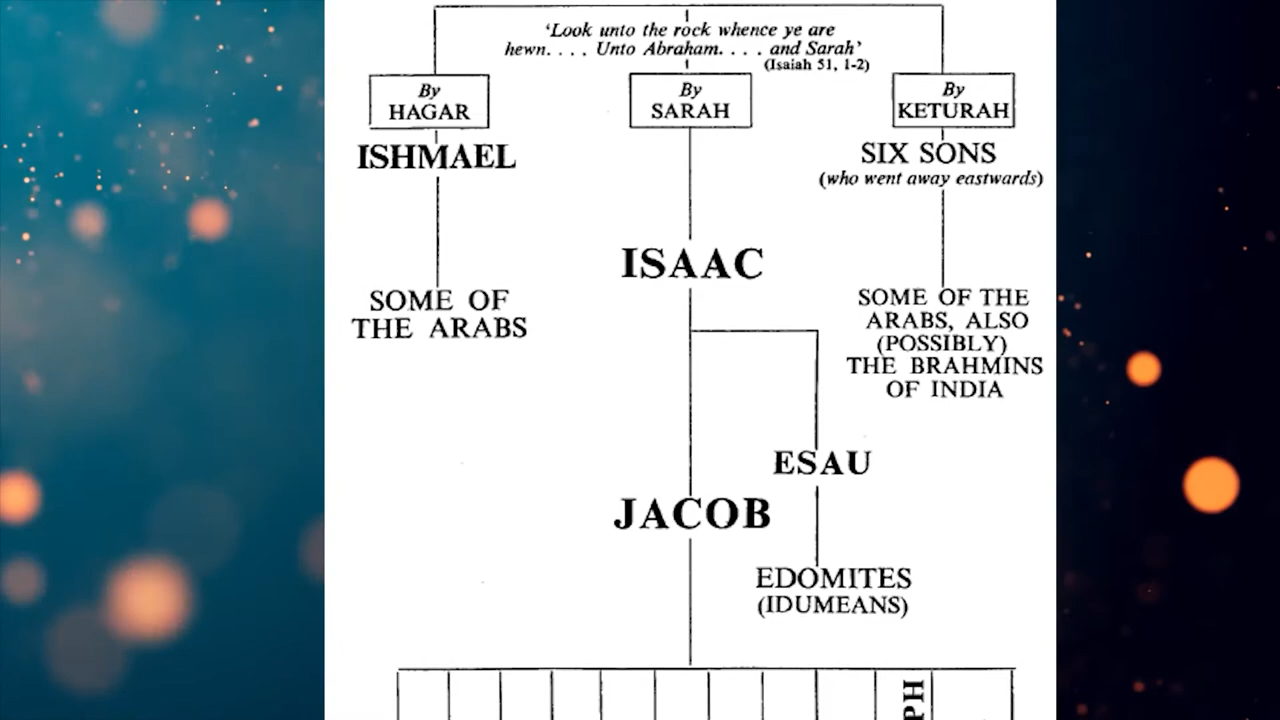 'Look unto the rock whence ye are
hewn. . . . Unto Abraham. . . . and Sarah'
(Isaiah 51, 1-2)
By
HAGAR
By
SARAH
By
KETURAH
ISHMAEL
SIX SONS
(who went away eastwards)
ISAAC
SOME OF
THE ARABS
SOME OF THE
ARABS, ALSO
(POSSIBLY)
THE BRAHMINS
OF INDIA
ESAU
JACOB
EDOMITES
(IDUMEANS)
PH